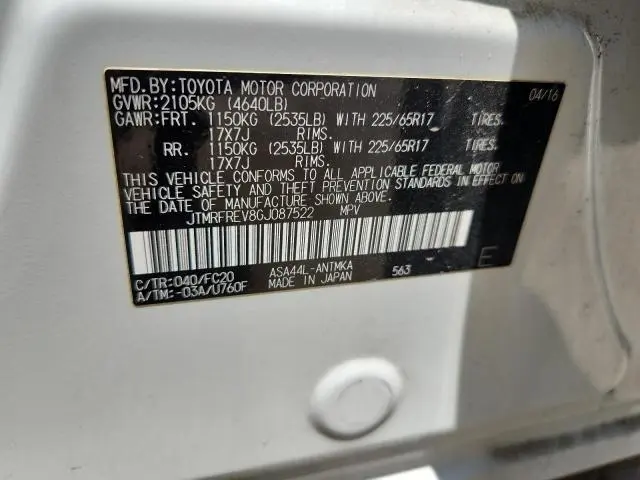 MFD. BY: TOYOTA MOTOR CORPORATION 04/16
GVWR: 2105KG (4640LB)
GAWR: FRT. 1150KG (2535LB) WITH 225/65R17 TIRES.
17X7J RIMS.
RR. 1150KG (2535LB) WITH 225/65R17 TIRES.
17X7J RIMS.
THIS VEHICLE CONFORMS TO ALL APPLICABLE FEDERAL MOTOR
VEHICLE SAFETY AND THEFT PREVENTION STANDARDS IN EFFECT ON
THE DATE OF MANUFACTURE SHOWN ABOVE.
JTMRFREV8GJ087522 MPV
C/TR: 040/FC20 ASA44L-ANTMKA 563 E
A/TM: -03A/U760F MADE IN JAPAN